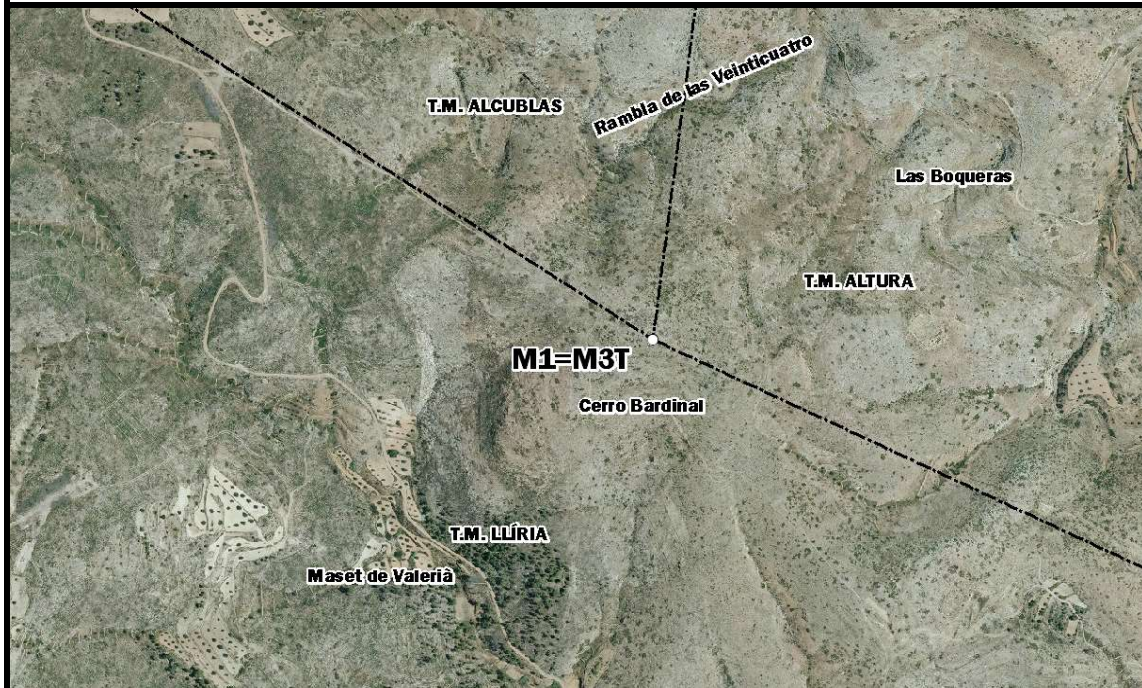 T.M. ALCUBLAS
Rambla de las Veinticuatro
Las Boqueras
T.M. ALTURA
M1=M3T
Cerro Bardinal
T.M. LLÍRIA
Maset de Valerià